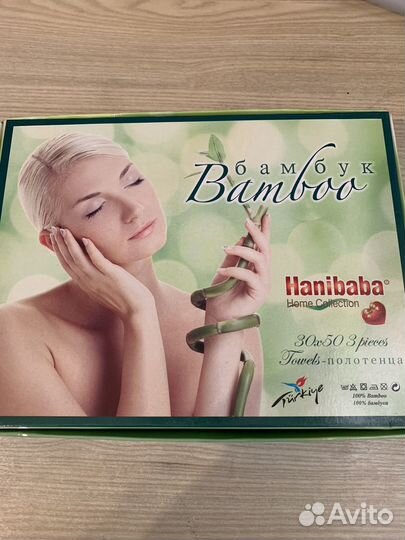 бамбук
Bamboo
Hanibaba®
Home Collection
30x50 3 pieces
Towels-полотенца
Türkiye
100% Bamboo
100% бамбук
Avito